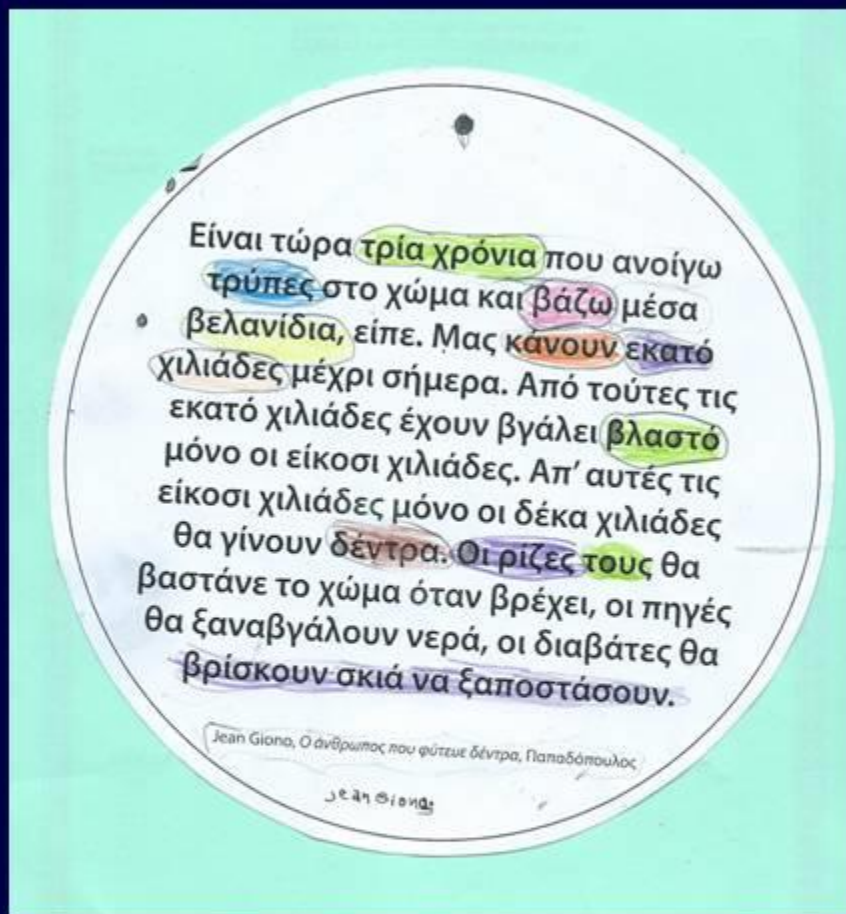 Είναι τώρα τρία χρόνια που ανοίγω
τρύπες στο χώμα και βάζω μέσα
βελανίδια, είπε. Μας κάνουν εκατό
χιλιάδες μέχρι σήμερα. Από τούτες τις
εκατό χιλιάδες έχουν βγάλει βλαστό
μόνο οι είκοσι χιλιάδες. Απ’ αυτές τις
είκοσι χιλιάδες μόνο οι δέκα χιλιάδες
θα γίνουν δέντρα. Οι ρίζες τους θα
βαστάνε το χώμα όταν βρέχει, οι πηγές
θα ξαναβγάλουν νερά, οι διαβάτες θα
βρίσκουν σκιά να ξαποστάσουν.
Jean Giono, Ο άνθρωπος που φύτευε δέντρα, Παπαδόπουλος
Jean Giono